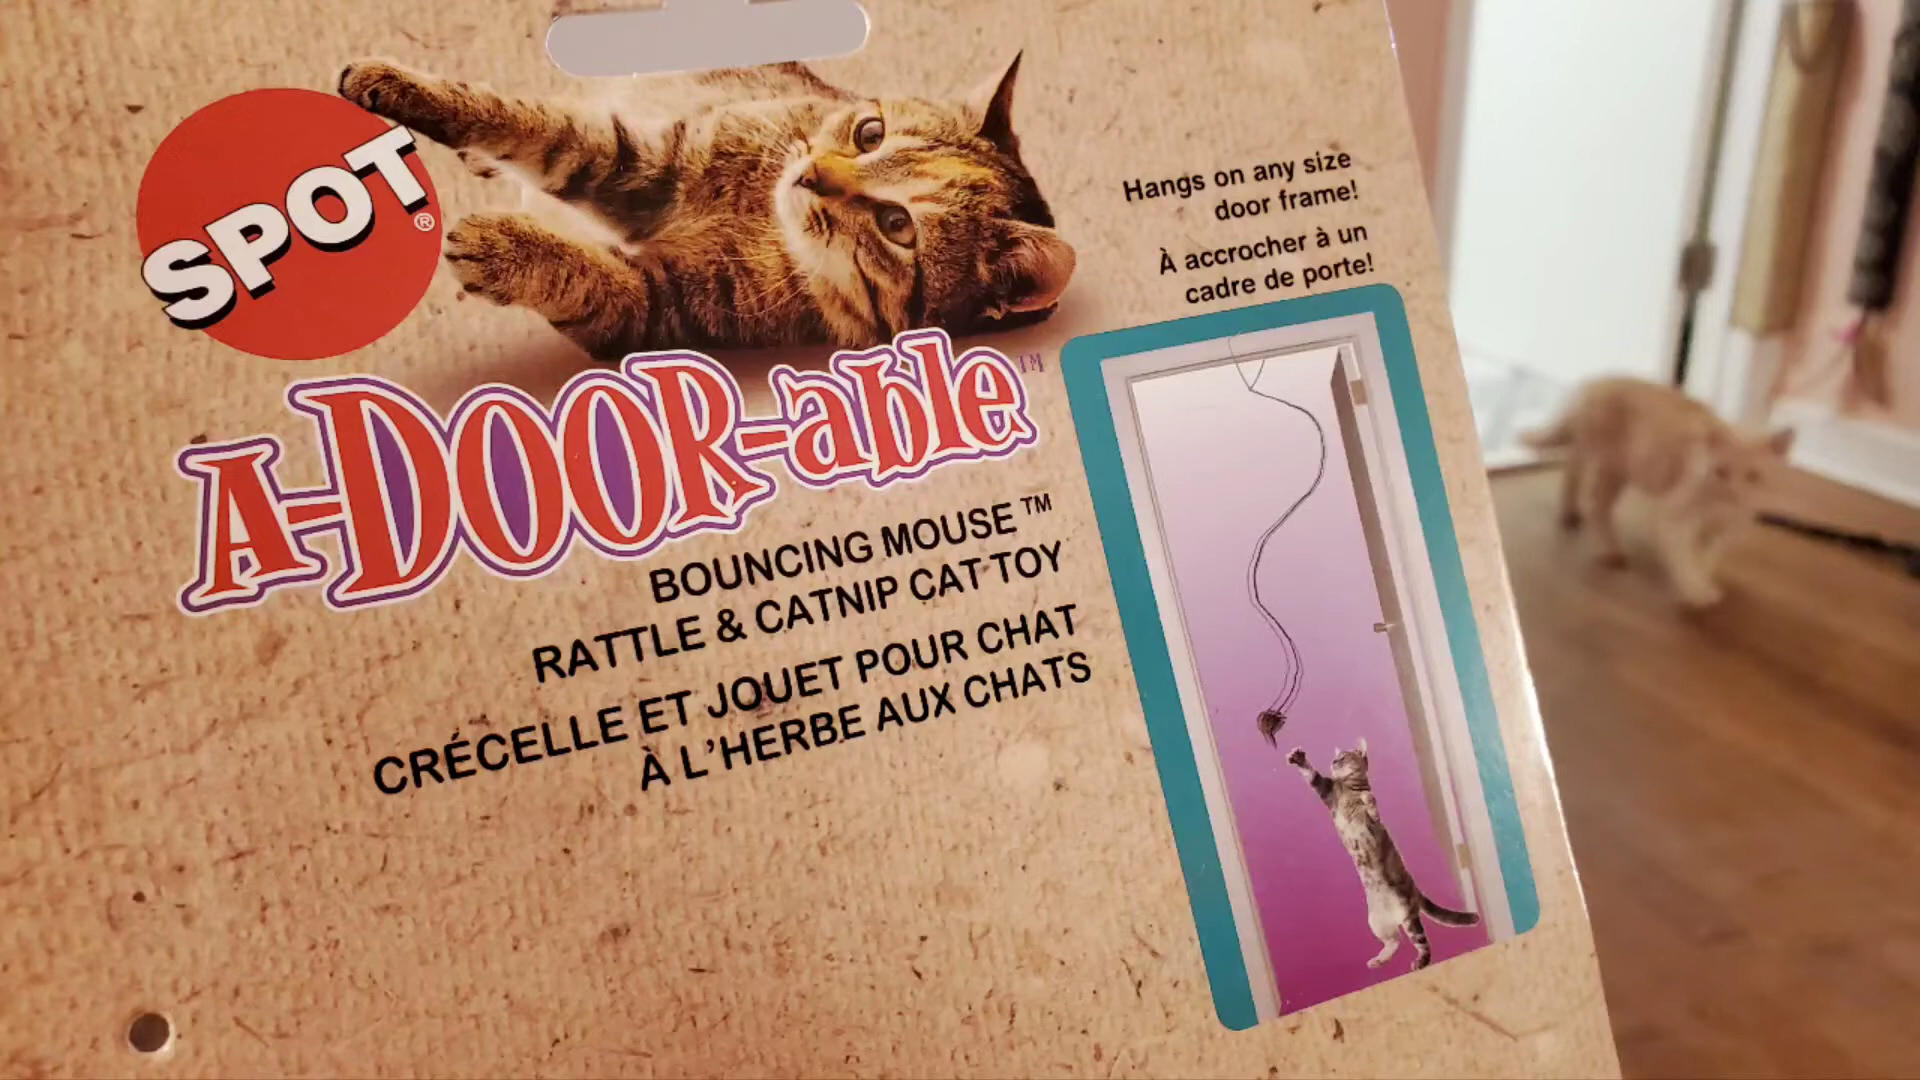 SPOT®
Hangs on any size
door frame!
À accrocher à un
cadre de porte!
A-DOOR-able™
BOUNCING MOUSE™
RATTLE & CATNIP CAT TOY
CRÉCELLE ET JOUET POUR CHAT
À L'HERBE AUX CHATS